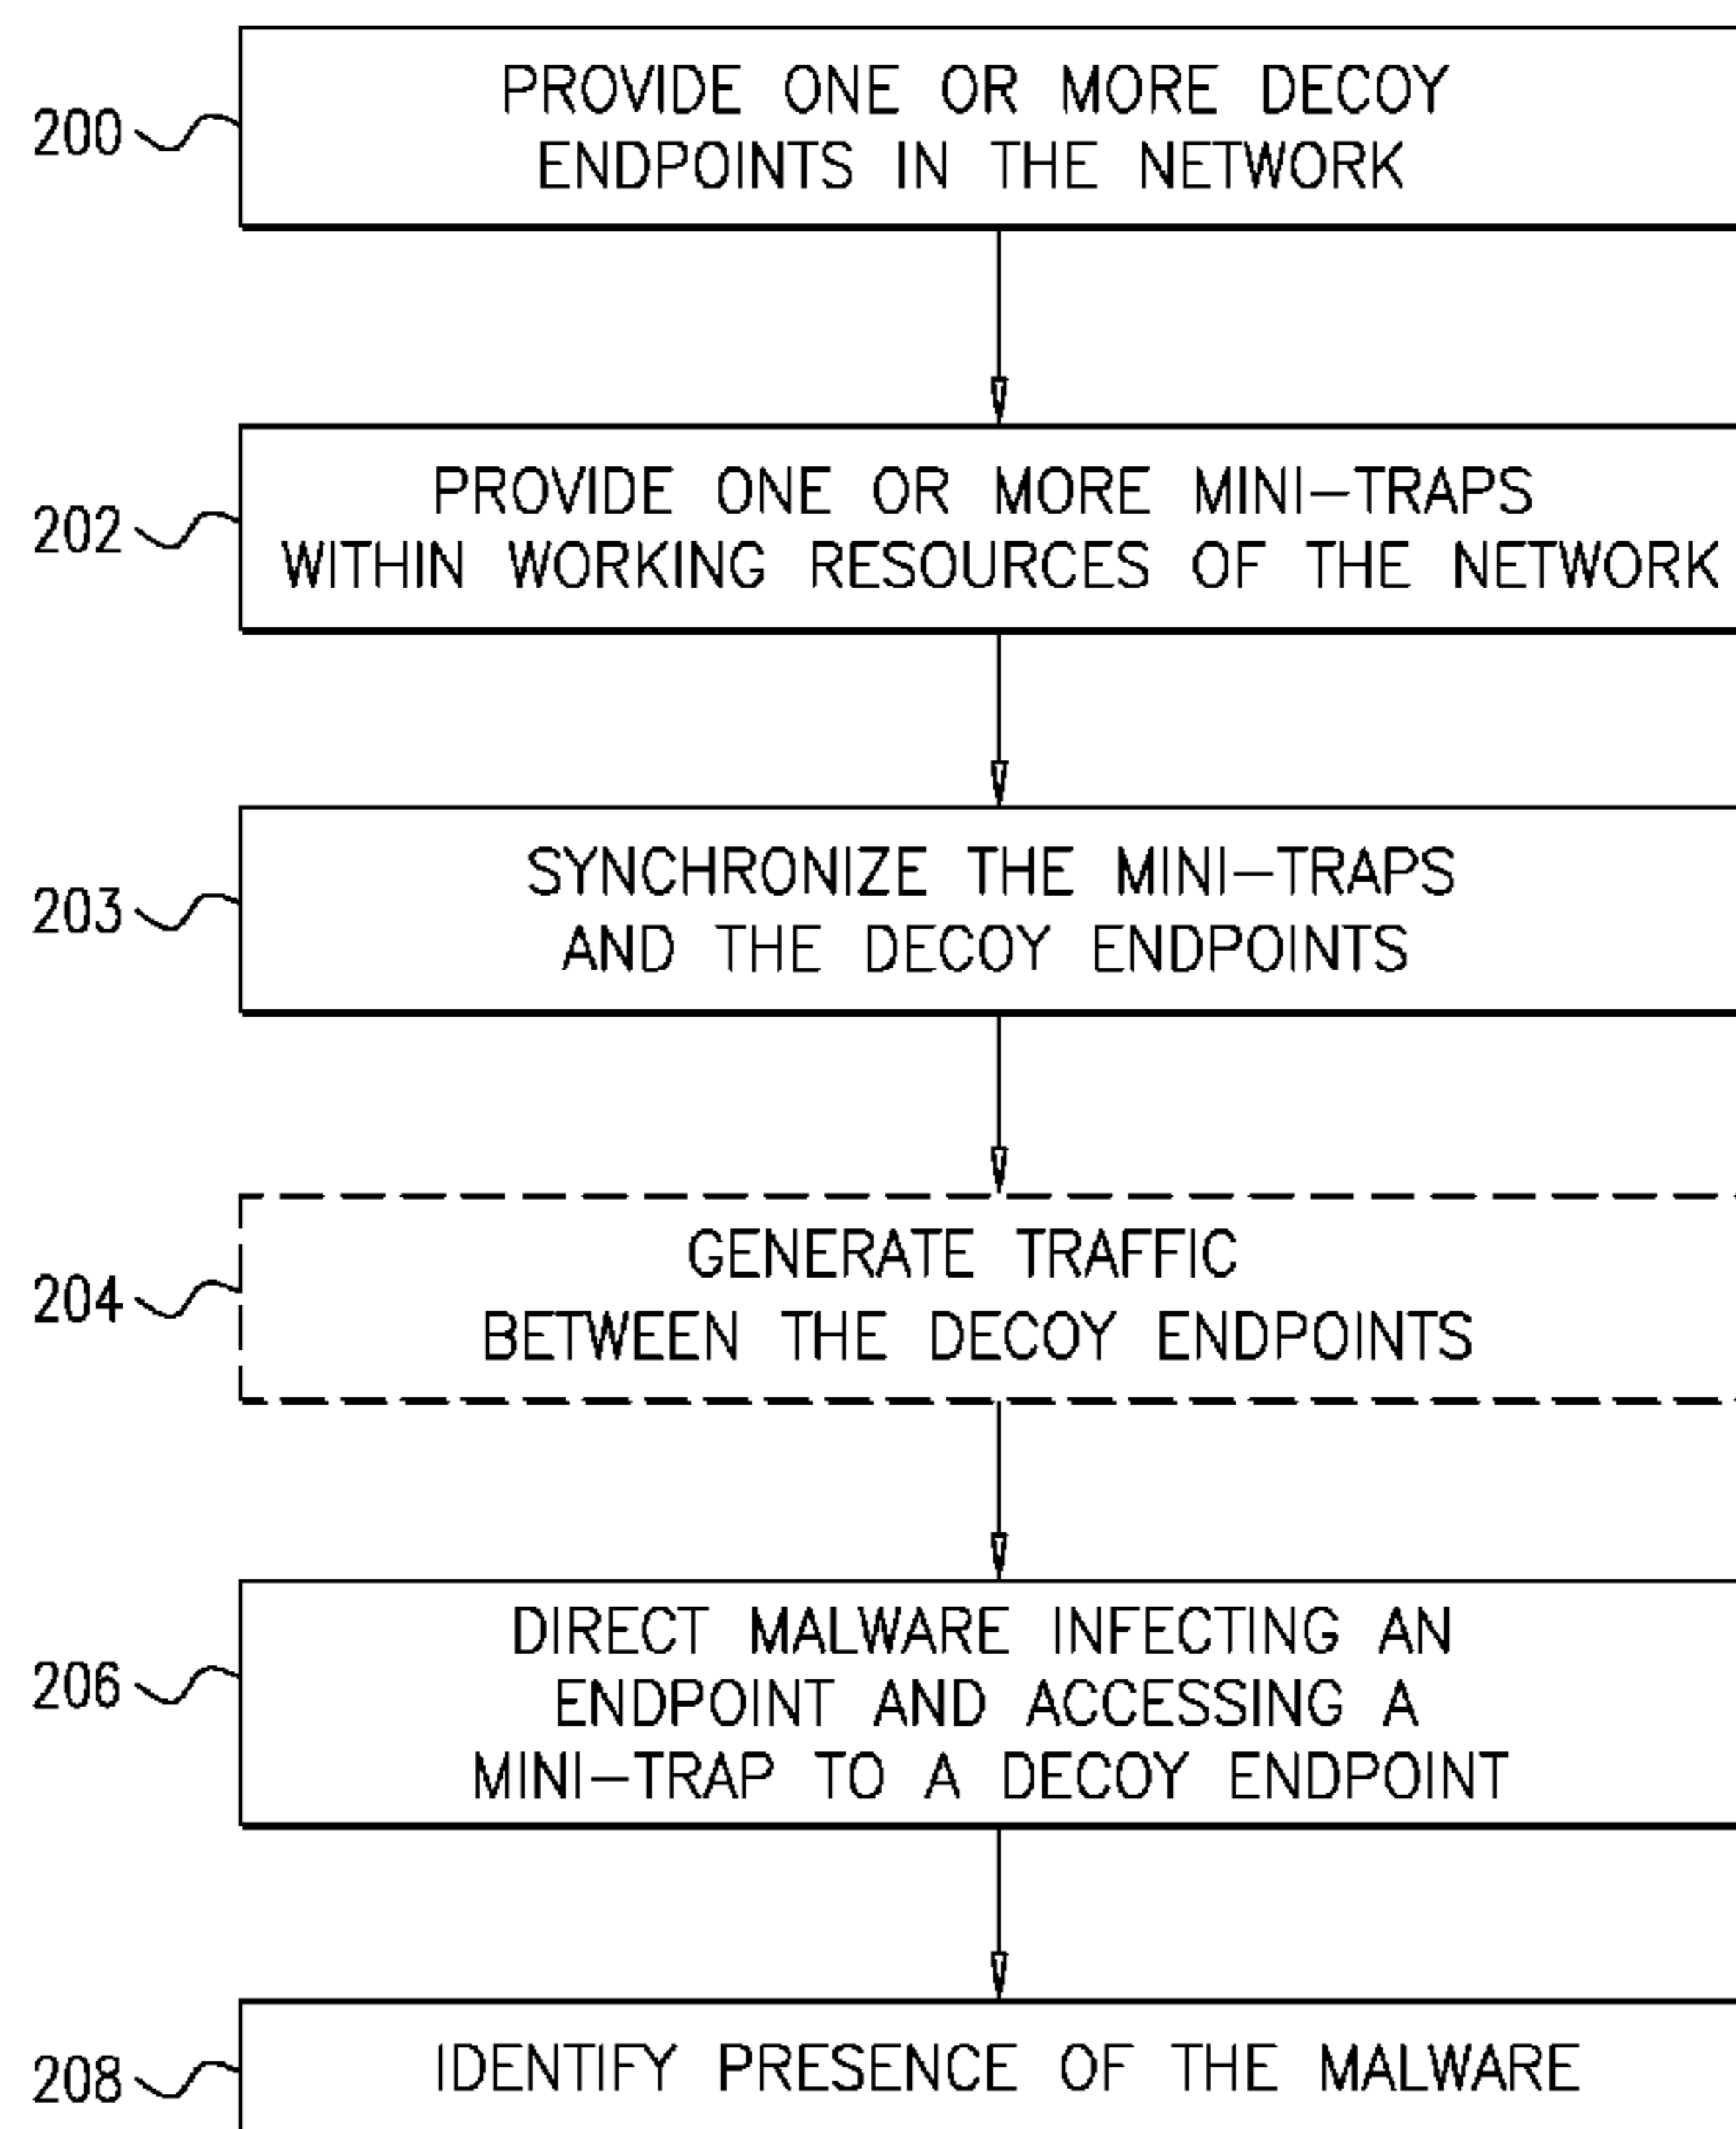 200
PROVIDE ONE OR MORE DECOY
ENDPOINTS IN THE NETWORK
202
PROVIDE ONE OR MORE MINI-TRAPS
WITHIN WORKING RESOURCES OF THE NETWORK
203
SYNCHRONIZE THE MINI-TRAPS
AND THE DECOY ENDPOINTS
204
GENERATE TRAFFIC
BETWEEN THE DECOY ENDPOINTS
206
DIRECT MALWARE INFECTING AN
ENDPOINT AND ACCESSING A
MINI-TRAP TO A DECOY ENDPOINT
208
IDENTIFY PRESENCE OF THE MALWARE